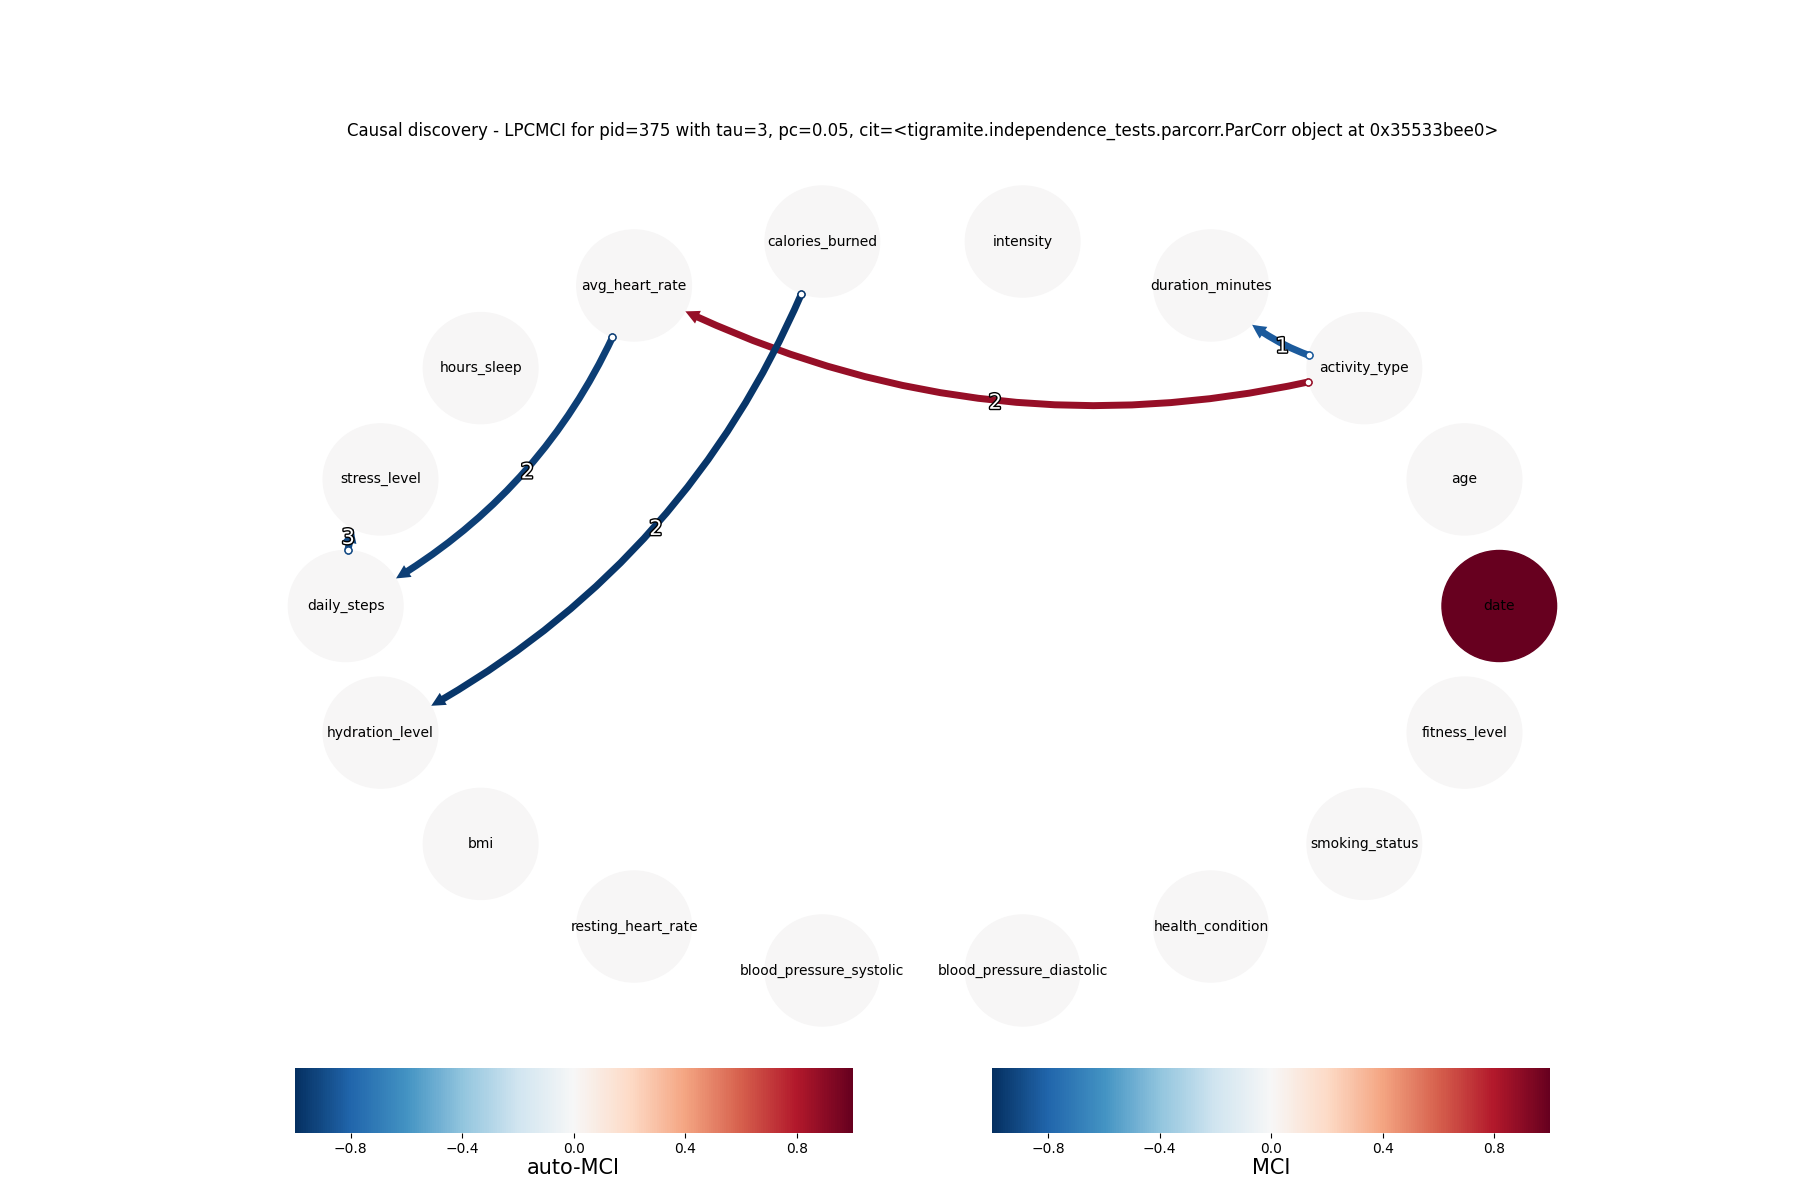 Causal discovery - LPCMCI for pid=375 with tau=3, pc=0.05, cit=<tigramite.independence_tests.parcorr.ParCorr object at 0x35533bee0>
calories_burned
intensity
avg_heart_rate
duration_minutes
1
hours_sleep
activity_type
2
2
stress_level
age
2
3
daily_steps
date
hydration_level
fitness_level
bmi
smoking_status
resting_heart_rate
health_condition
blood_pressure_systolic
blood_pressure_diastolic
−0.8 −0.4 0.0 0.4 0.8
auto-MCI
−0.8 −0.4 0.0 0.4 0.8
MCI